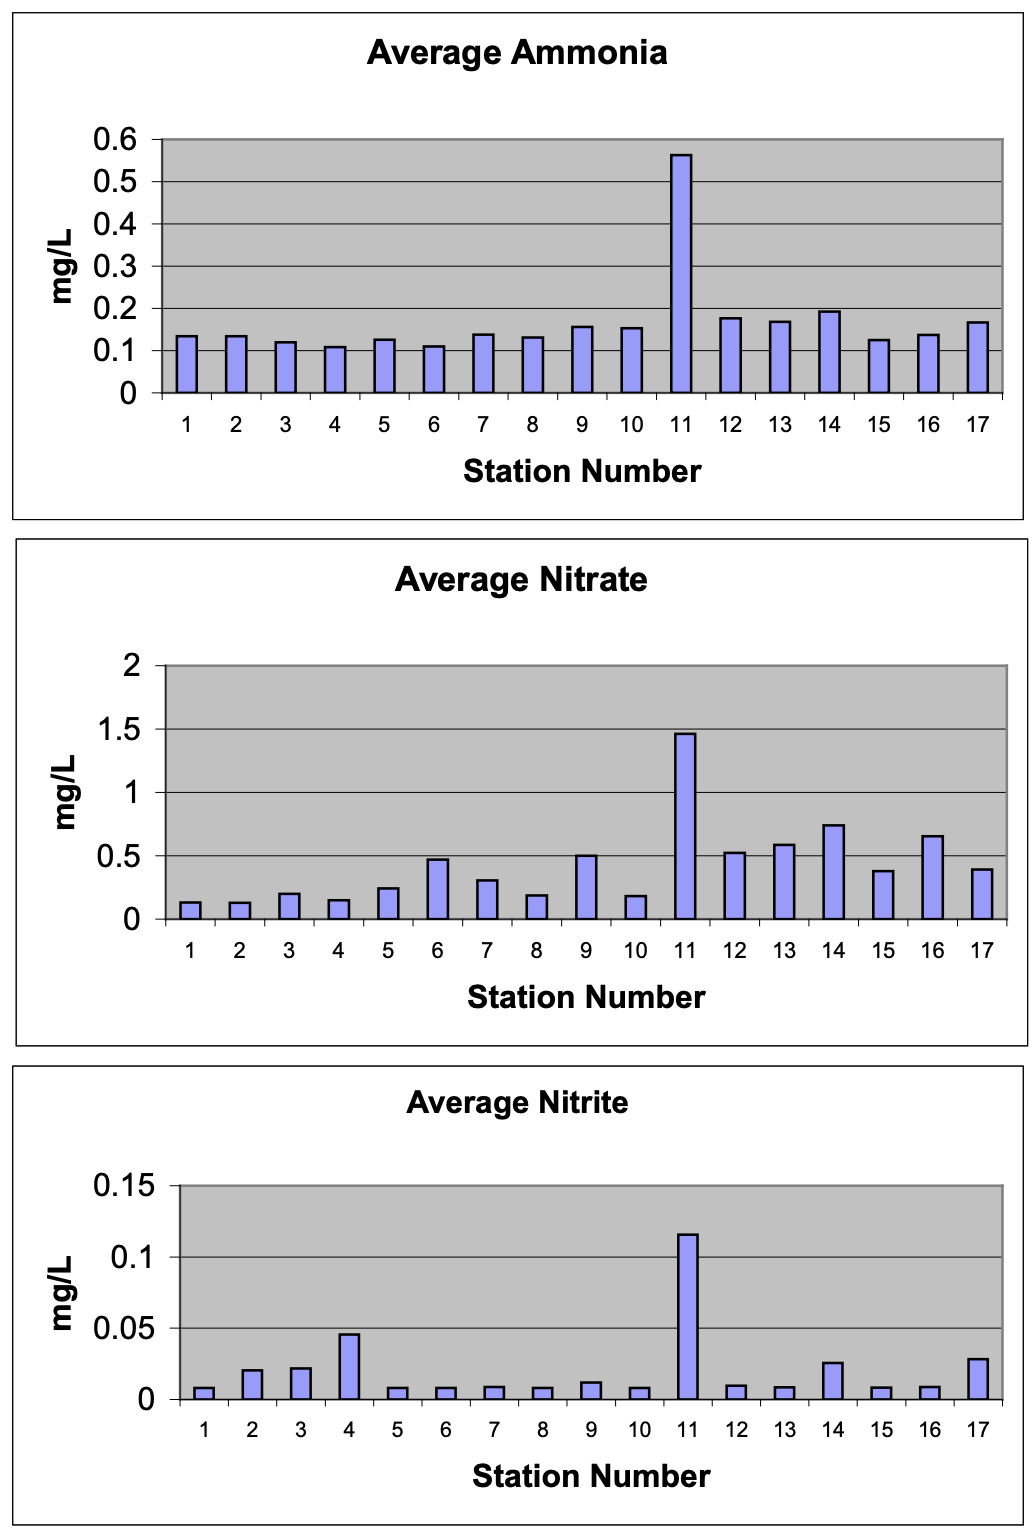 Average Ammonia
0.6
0.5
0.4
0.3
0.2
0.1
0
mg/L
1 2 3 4 5 6 7 8 9 10 11 12 13 14 15 16 17
Station Number
Average Nitrate
2
1.5
1
0.5
0
mg/L
1 2 3 4 5 6 7 8 9 10 11 12 13 14 15 16 17
Station Number
Average Nitrite
0.15
0.1
0.05
0
mg/L
1 2 3 4 5 6 7 8 9 10 11 12 13 14 15 16 17
Station Number